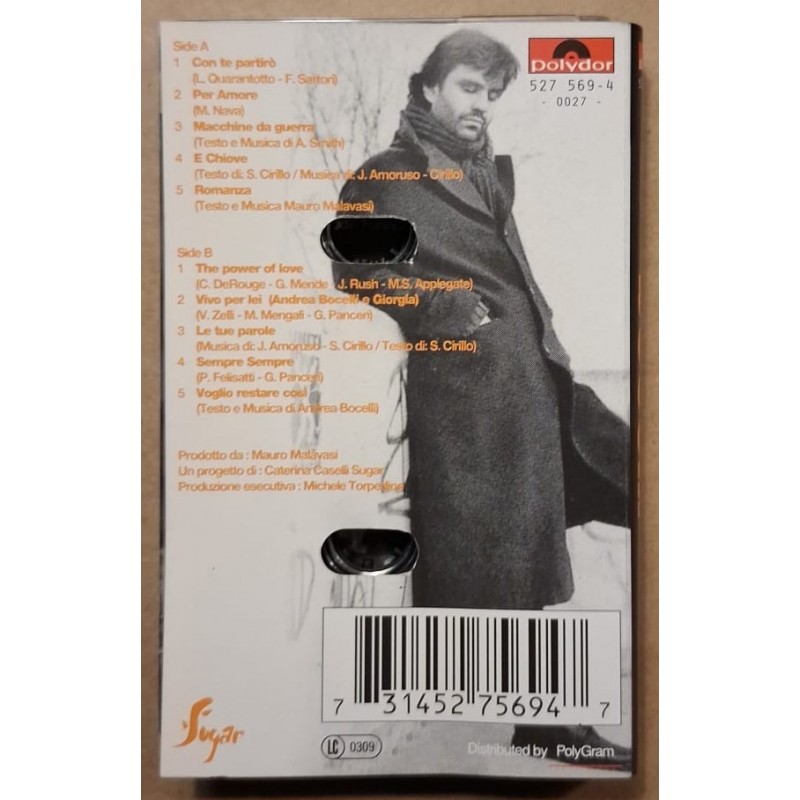 Side A
1 Con te partirò
(L. Quarantotto - F. Sartori)
2 Per Amore
(M. Nava)
3 Macchine da guerra
(Testo e Musica di A. Smith)
4 E Chiove
(Testo di: S. Cirillo / Musica di: J. Amoruso - Cirillo)
5 Romanza
(Testo e Musica Mauro Malavasi)
Side B
1 The power of love
(C. DeRouge - G. Mende - J. Rush - M.S. Applegate)
2 Vivo per lei (Andrea Bocelli e Giorgia)
(V. Zelli - M. Mengali - G. Panceri)
3 Le tue parole
(Musica di: J. Amoruso - S. Cirillo / Testo di: S. Cirillo)
4 Sempre Sempre
(P. Felisatti - G. Panceri)
5 Voglio restare così
(Testo e Musica di Andrea Bocelli)
Prodotto da : Mauro Malavasi
Un progetto di : Caterina Caselli Sugar
Produzione esecutiva : Michele Torpedine
polydor
527 569-4
- 0027 -
7 31452 75694 7
Sugar
LC 0309
Distributed by PolyGram